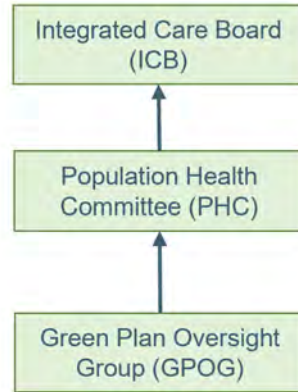 Integrated Care Board
(ICB)
Population Health
Committee (PHC)
Green Plan Oversight
Group (GPOG)